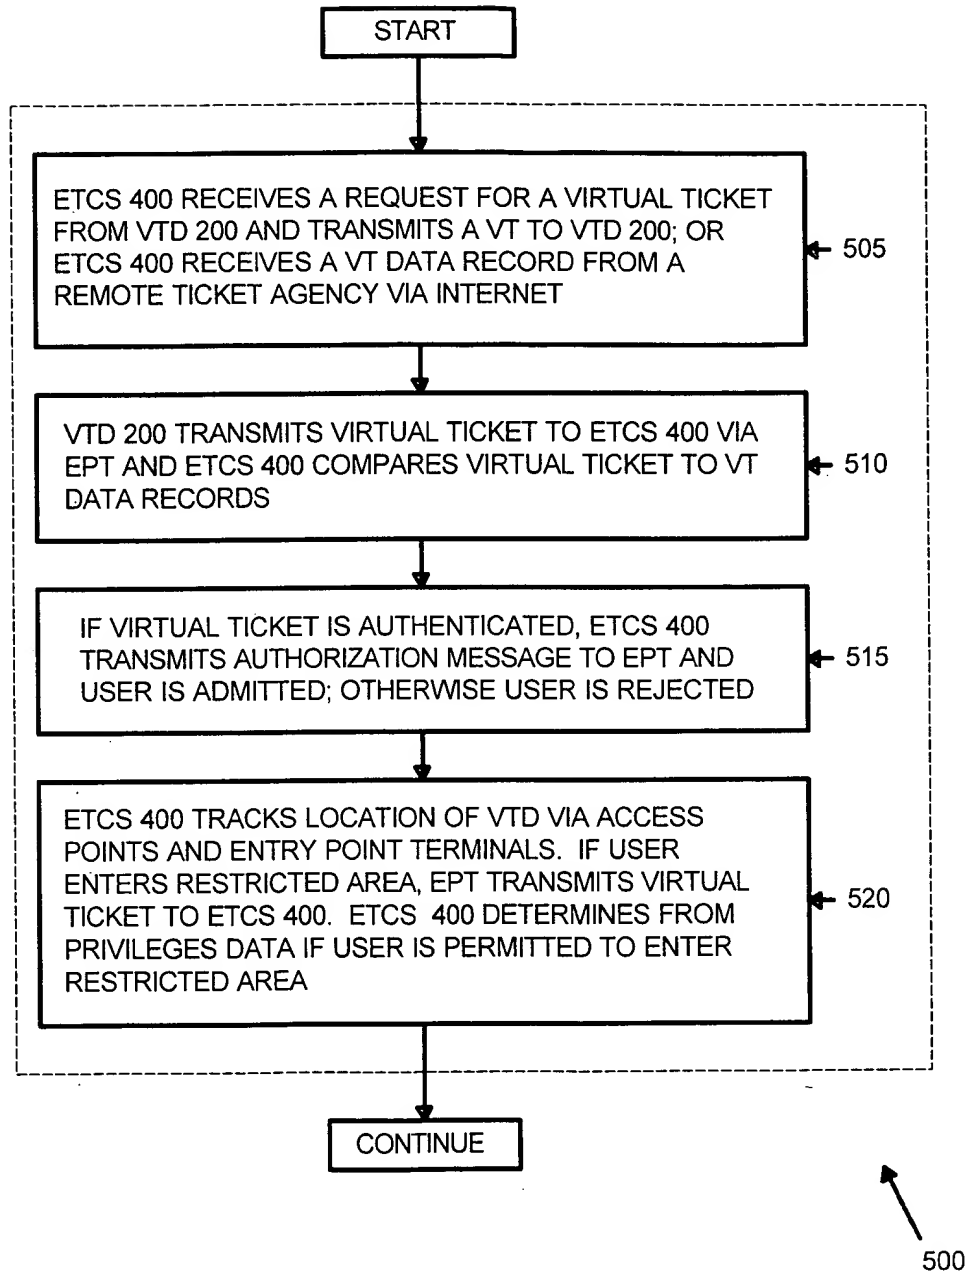 START
ETCS 400 RECEIVES A REQUEST FOR A VIRTUAL TICKET
FROM VTD 200 AND TRANSMITS A VT TO VTD 200; OR
ETCS 400 RECEIVES A VT DATA RECORD FROM A
REMOTE TICKET AGENCY VIA INTERNET
505
VTD 200 TRANSMITS VIRTUAL TICKET TO ETCS 400 VIA
EPT AND ETCS 400 COMPARES VIRTUAL TICKET TO VT
DATA RECORDS
510
IF VIRTUAL TICKET IS AUTHENTICATED, ETCS 400
TRANSMITS AUTHORIZATION MESSAGE TO EPT AND
USER IS ADMITTED; OTHERWISE USER IS REJECTED
515
ETCS 400 TRACKS LOCATION OF VTD VIA ACCESS
POINTS AND ENTRY POINT TERMINALS. IF USER
ENTERS RESTRICTED AREA, EPT TRANSMITS VIRTUAL
TICKET TO ETCS 400. ETCS 400 DETERMINES FROM
PRIVILEGES DATA IF USER IS PERMITTED TO ENTER
RESTRICTED AREA
520
CONTINUE
500